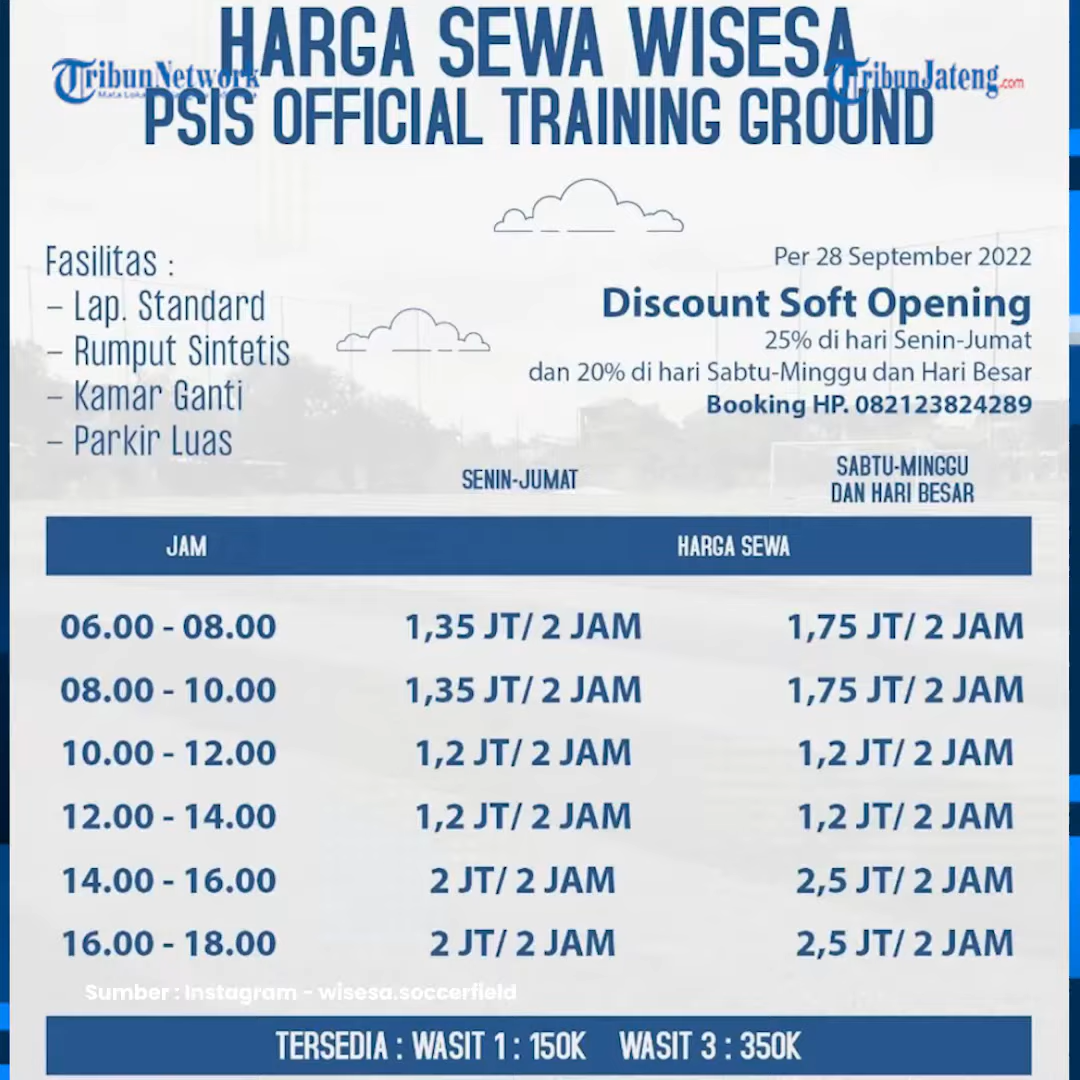 HARGA SEWA WISESA
TribunNetwork
TribunJateng.com
PSIS OFFICIAL TRAINING GROUND
Fasilitas :
– Lap. Standard
– Rumput Sintetis
– Kamar Ganti
– Parkir Luas
Per 28 September 2022
Discount Soft Opening
25% di hari Senin-Jumat
dan 20% di hari Sabtu-Minggu dan Hari Besar
Booking HP. 082123824289
SENIN-JUMAT
SABTU-MINGGU
DAN HARI BESAR
JAM HARGA SEWA
06.00 - 08.00 1,35 JT/ 2 JAM 1,75 JT/ 2 JAM
08.00 - 10.00 1,35 JT/ 2 JAM 1,75 JT/ 2 JAM
10.00 - 12.00 1,2 JT/ 2 JAM 1,2 JT/ 2 JAM
12.00 - 14.00 1,2 JT/ 2 JAM 1,2 JT/ 2 JAM
14.00 - 16.00 2 JT/ 2 JAM 2,5 JT/ 2 JAM
16.00 - 18.00 2 JT/ 2 JAM 2,5 JT/ 2 JAM
Sumber : Instagram - wisesa.soccerfield
TERSEDIA : WASIT 1 : 150K WASIT 3 : 350K